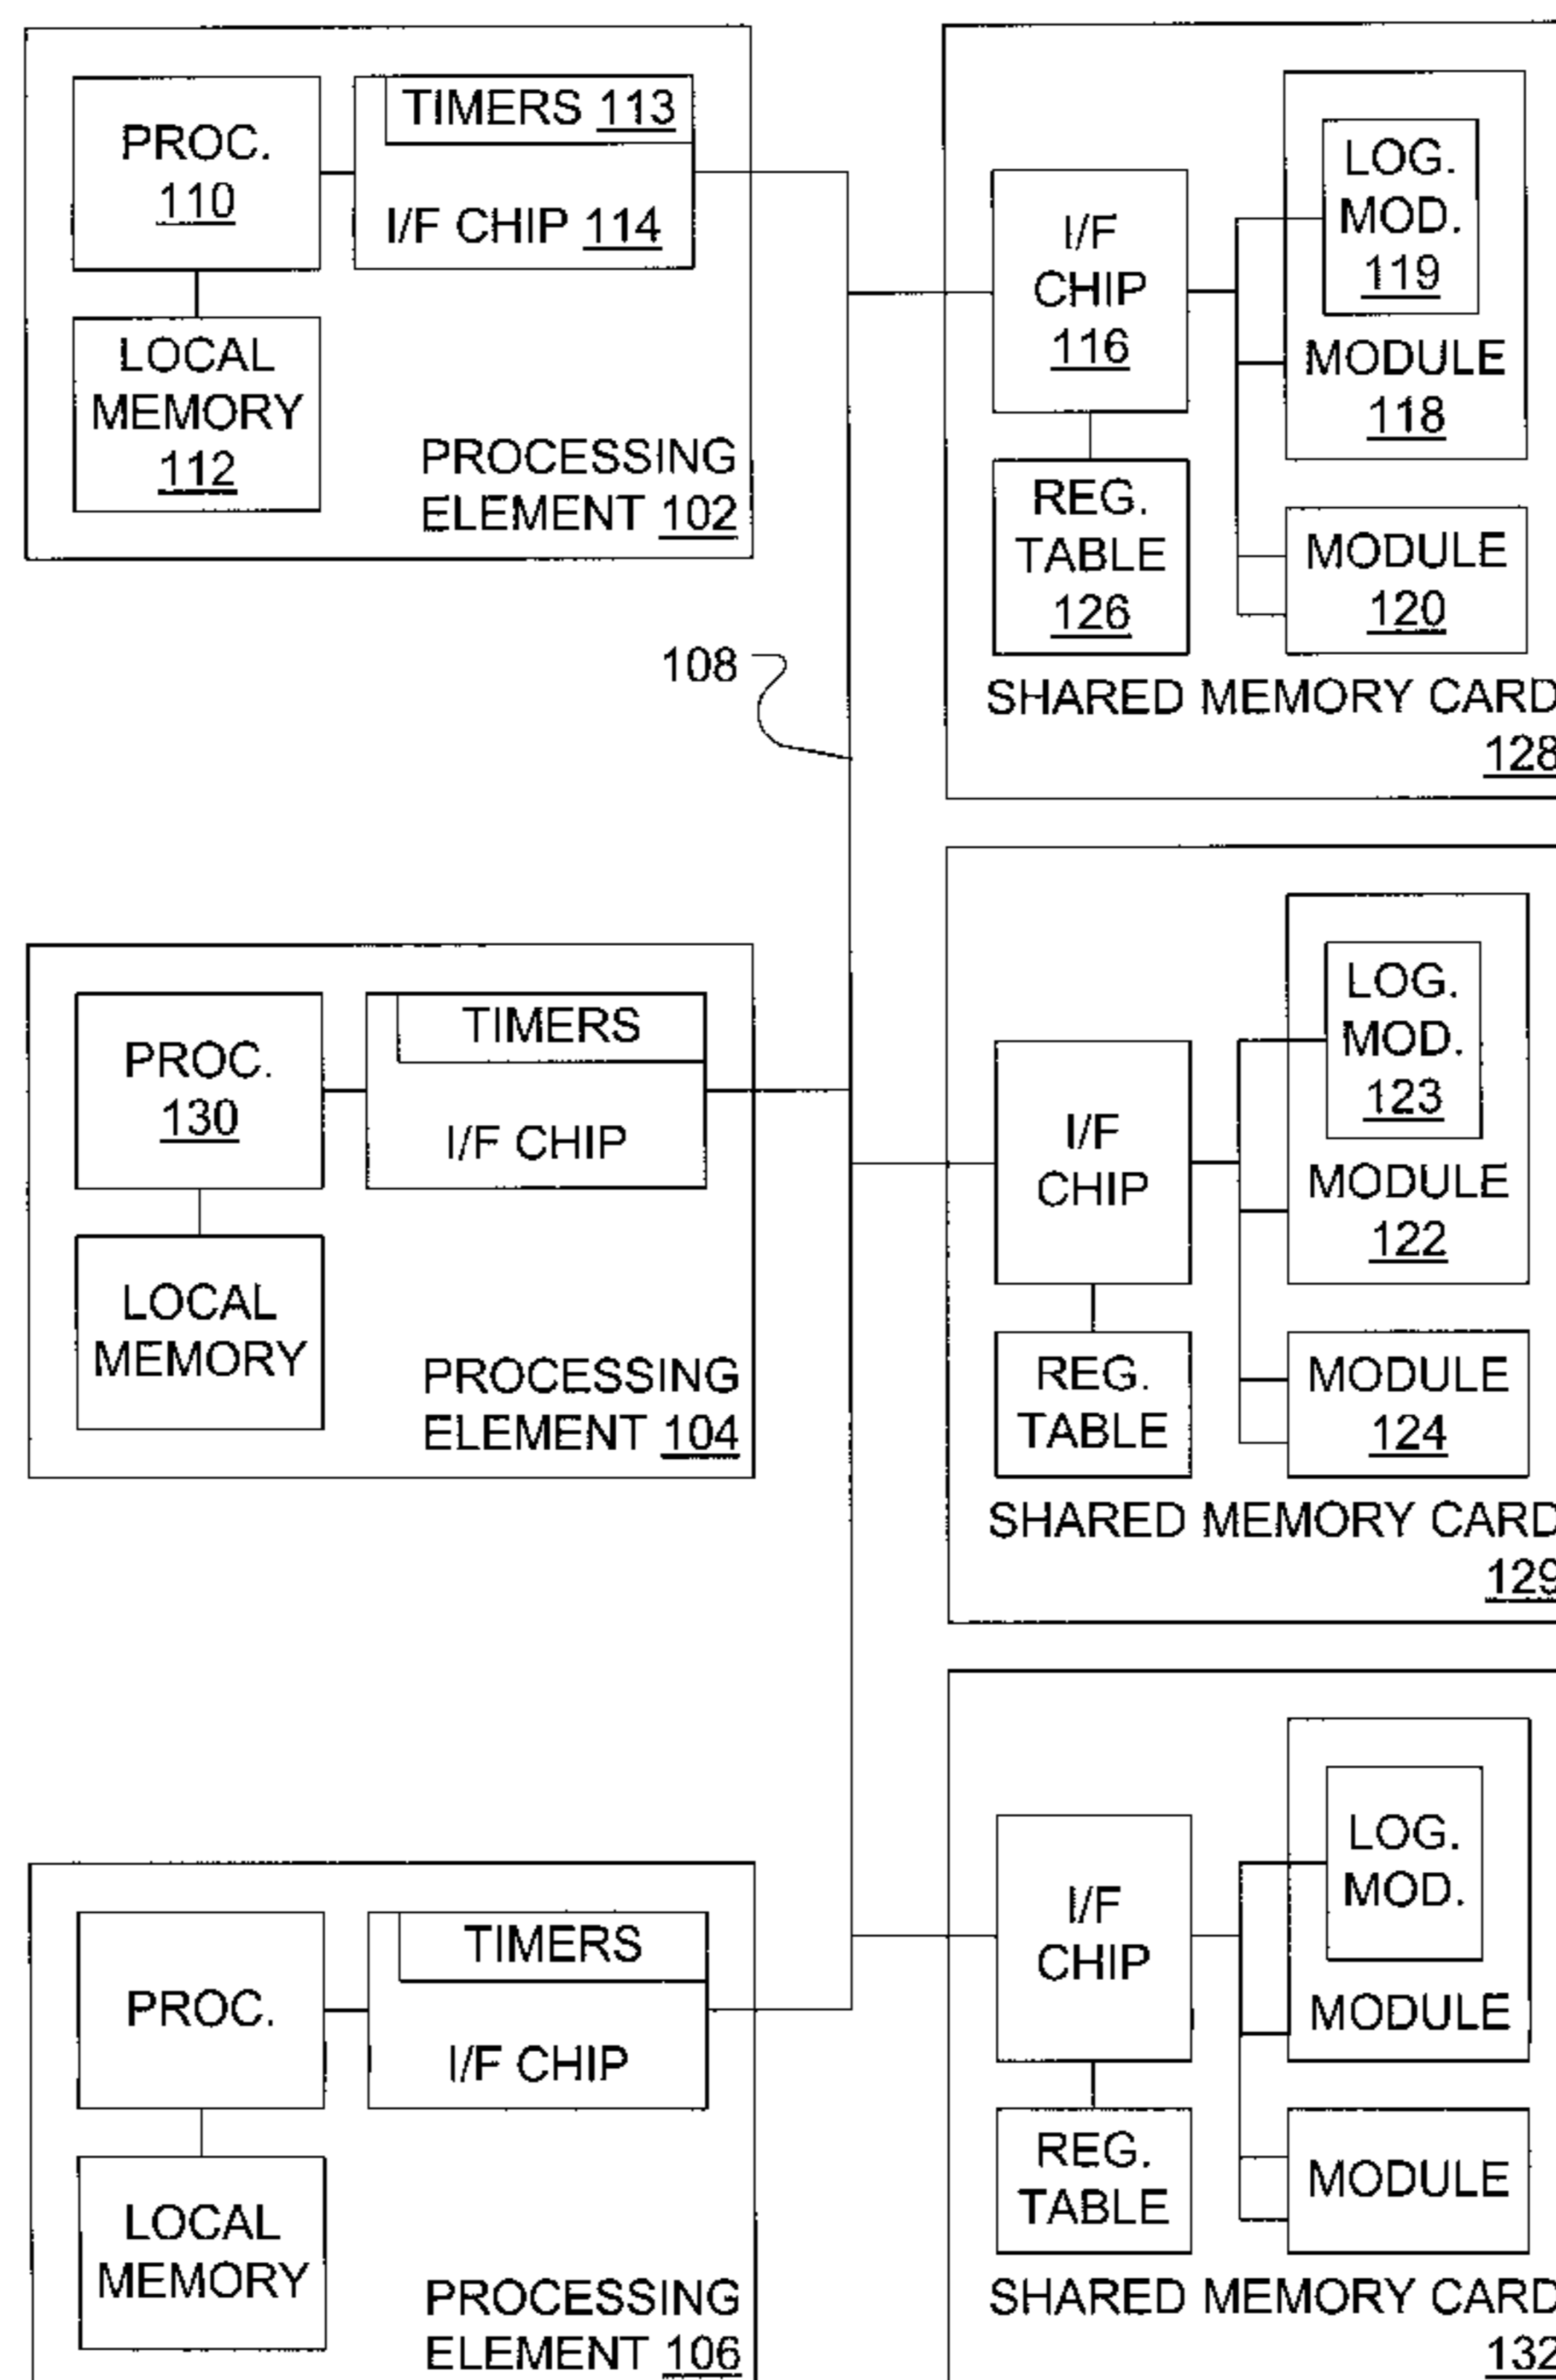 PROC.
110
TIMERS 113
I/F CHIP 114
LOCAL
MEMORY
112
PROCESSING
ELEMENT 102
I/F
CHIP
116
LOG.
MOD.
119
MODULE
118
REG.
TABLE
126
MODULE
120
SHARED MEMORY CARD
128
108
PROC.
130
TIMERS
I/F CHIP
LOCAL
MEMORY
PROCESSING
ELEMENT 104
I/F
CHIP
LOG.
MOD.
123
MODULE
122
REG.
TABLE
MODULE
124
SHARED MEMORY CARD
129
PROC.
TIMERS
I/F CHIP
LOCAL
MEMORY
PROCESSING
ELEMENT 106
I/F
CHIP
LOG.
MOD.
MODULE
REG.
TABLE
MODULE
SHARED MEMORY CARD
132